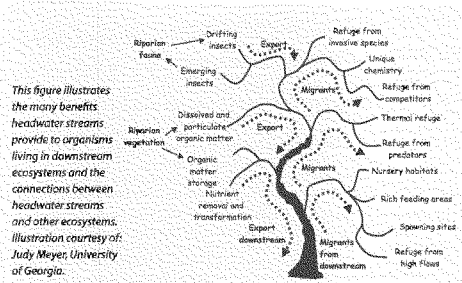 This figure illustrates
the many benefits
headwater streams
provide to organisms
living in downstream
ecosystems and the
connections between
headwater streams
and other ecosystems.
Illustration courtesy of:
Judy Meyer, University
of Georgia.
Riparian
fauna
Drifting
insects
Emerging
insects
Export
Refuge from
invasive species
Unique
chemistry
Migrants
Refuge from
competitors
Riparian
vegetation
Dissolved and
particulate
organic matter
Export
Thermal refuge
Refuge from
predators
Organic
matter
storage
Migrants
Nursery habitats
Nutrient
removal and
transformation
Rich feeding areas
Export
downstream
Spawning sites
Migrants
from
downstream
Refuge from
high flows